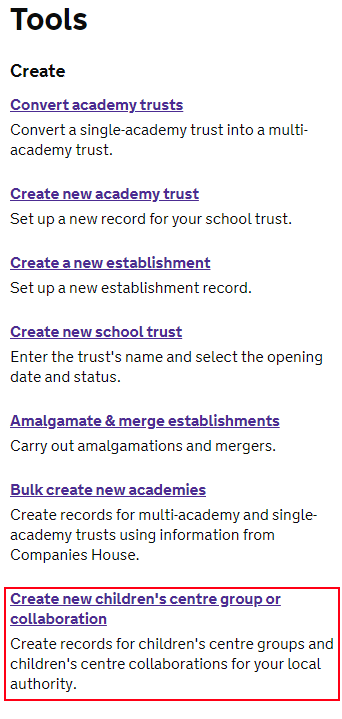 Tools
Create
Convert academy trusts
Convert a single-academy trust into a multi-
academy trust.
Create new academy trust
Set up a new record for your school trust.
Create a new establishment
Set up a new establishment record.
Create new school trust
Enter the trust's name and select the opening
date and status.
Amalgamate & merge establishments
Carry out amalgamations and mergers.
Bulk create new academies
Create records for multi-academy and single-
academy trusts using information from
Companies House.
Create new children's centre group or
collaboration
Create records for children's centre groups and
children's centre collaborations for your local
authority.